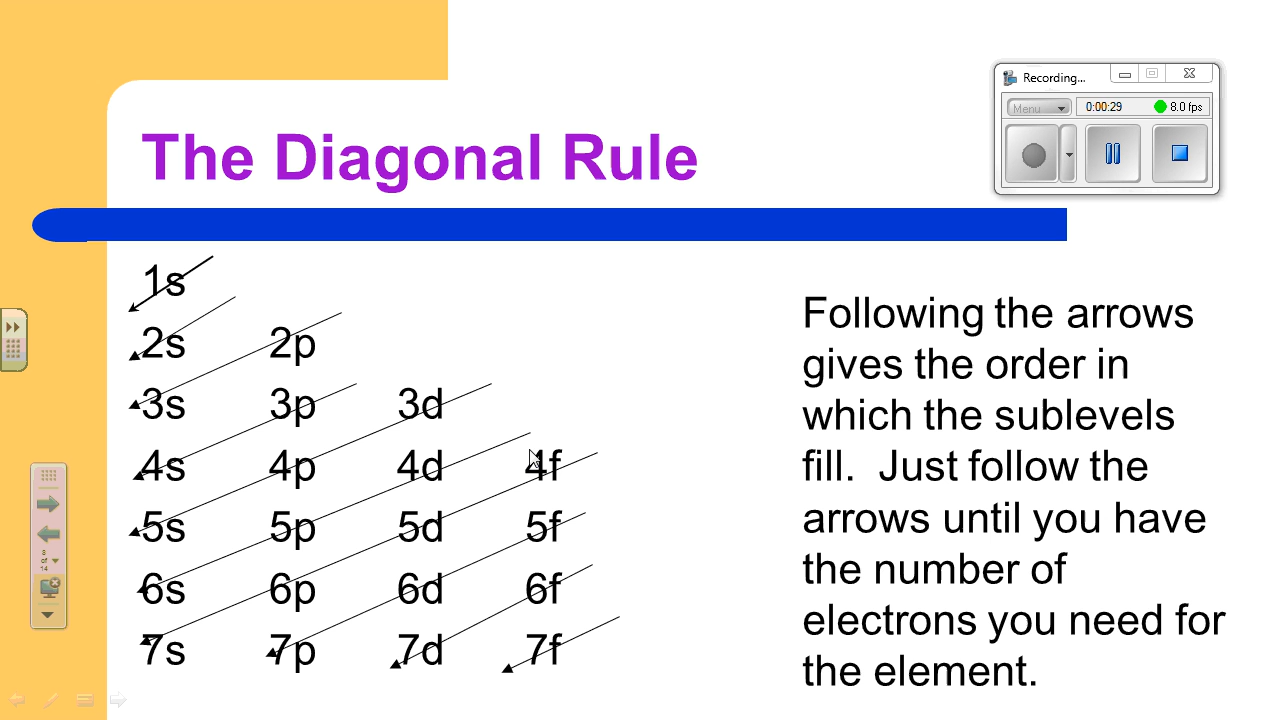 Recording...
Menu
0:00:29
8.0 fps
The Diagonal Rule
1s
2s 2p
3s 3p 3d
4s 4p 4d 4f
5s 5p 5d 5f
6s 6p 6d 6f
7s 7p 7d 7f
Following the arrows
gives the order in
which the sublevels
fill.  Just follow the
arrows until you have
the number of
electrons you need for
the element.
8
of
14